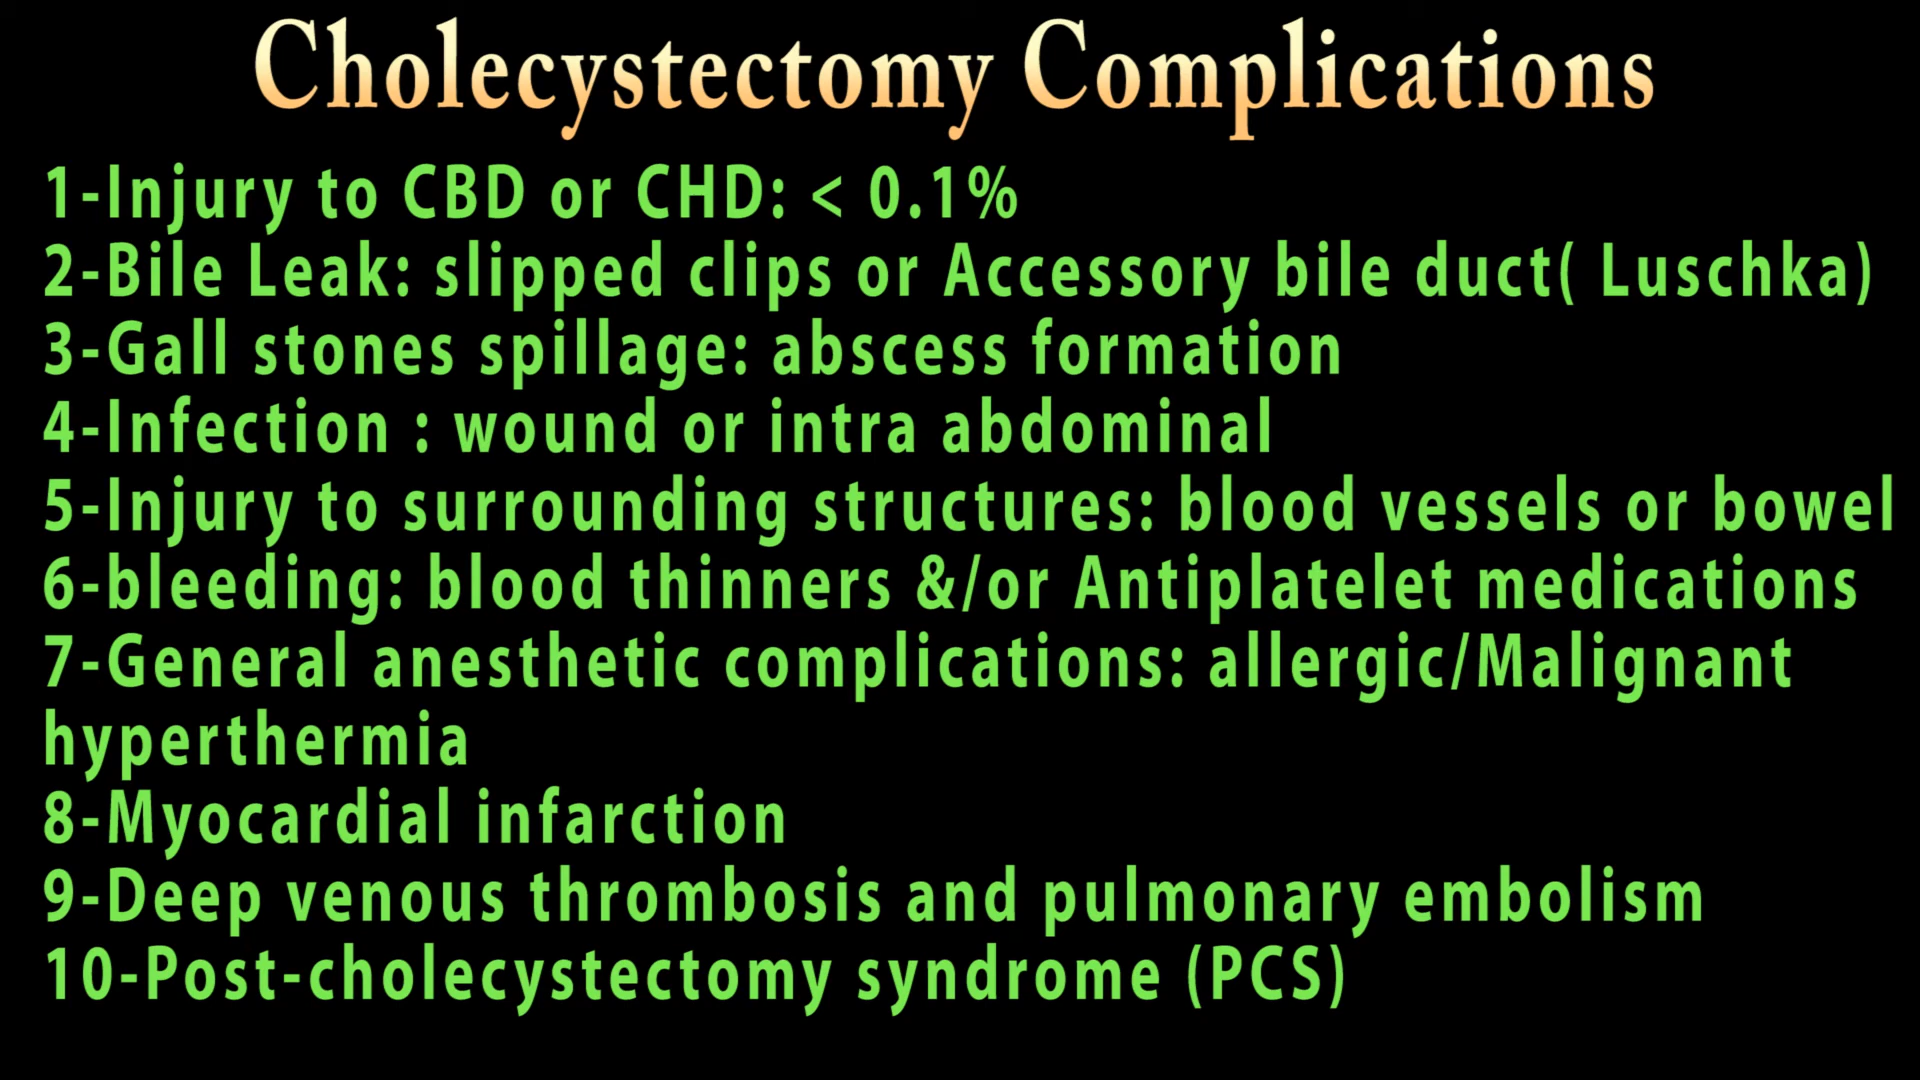 Cholecystectomy Complications
1-Injury to CBD or CHD: < 0.1%
2-Bile Leak: slipped clips or Accessory bile duct( Luschka)
3-Gall stones spillage: abscess formation
4-Infection : wound or intra abdominal
5-Injury to surrounding structures: blood vessels or bowel
6-bleeding: blood thinners &/or Antiplatelet medications
7-General anesthetic complications: allergic/Malignant
hyperthermia
8-Myocardial infarction
9-Deep venous thrombosis and pulmonary embolism
10-Post-cholecystectomy syndrome (PCS)